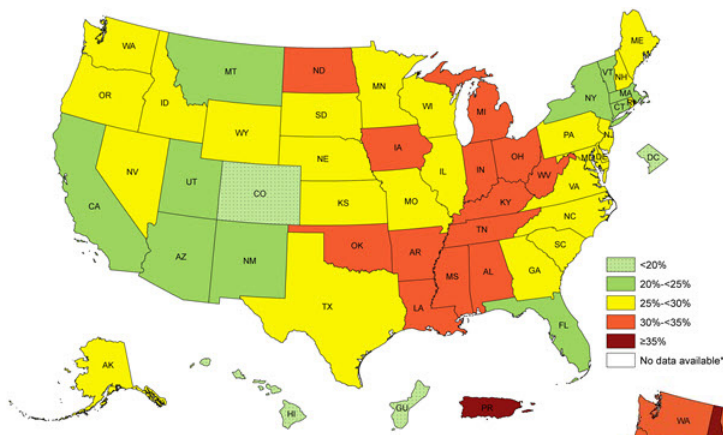 WA
ME
MT
ND
VT
NH
OR
MN
ID
SD
WI
NY
MA
CT
RI
WY
MI
IA
PA
NJ
NE
NV
IL
IN
OH
MD
DE
DC
UT
CO
WV
CA
KS
MO
KY
VA
NC
TN
OK
AR
SC
AZ
NM
MS
AL
GA
<20%
20%-<25%
TX
LA
25%-<30%
FL
30%-<35%
≥35%
AK
No data available*
HI
GU
PR
WA